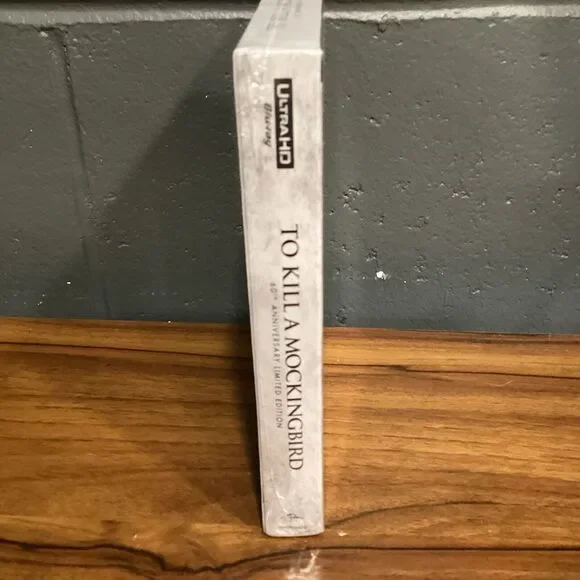 ULTRAHD
Blu-ray
TO KILL A MOCKINGBIRD
60TH ANNIVERSARY LIMITED EDITION